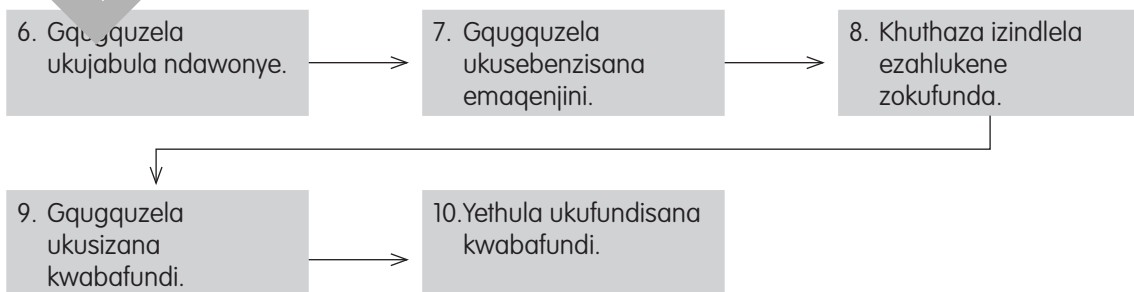 6. Gqugquzela
ukujabula ndawonye.
7. Gqugquzela
ukusebenzisana
emaqenjini.
8. Khuthaza izindlela
ezahlukene
zokufunda.
9. Gqugquzela
ukusizana
kwabafundi.
10.Yethula ukufundisana
kwabafundi.